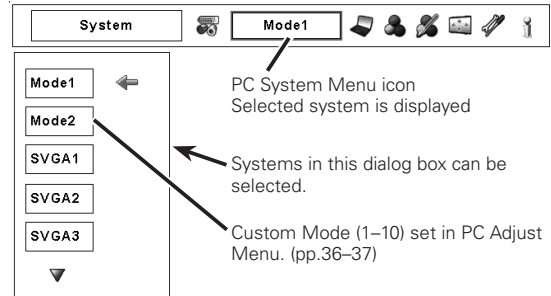 System
Mode1
Mode1
Mode2
SVGA1
SVGA2
SVGA3
PC System Menu icon
Selected system is displayed
Systems in this dialog box can be
selected.
Custom Mode (1–10) set in PC Adjust
Menu. (pp.36–37)